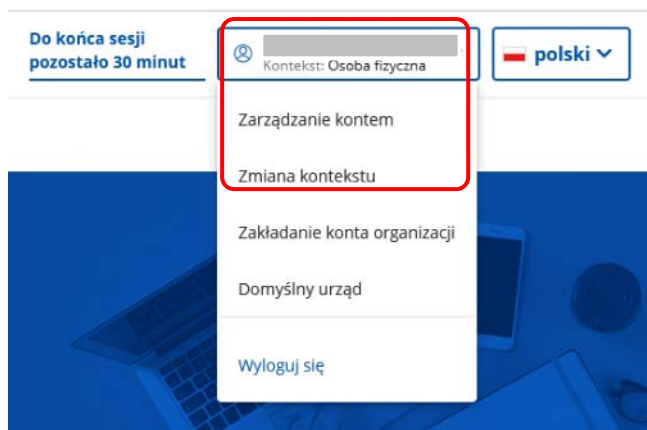 Do końca sesji
pozostało 30 minut
Kontekst: Osoba fizyczna
polski
Zarządzanie kontem
Zmiana kontekstu
Zakładanie konta organizacji
Domyślny urząd
Wyloguj się